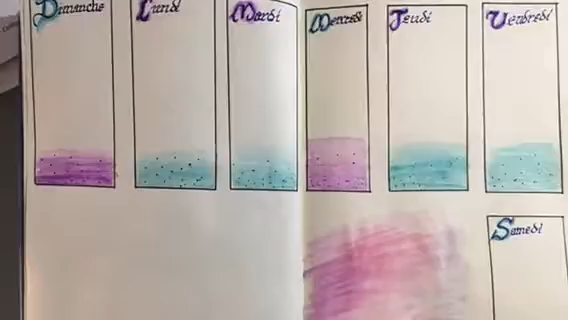 Dimanche
Lundi
Mardi
Mercredi
Jeudi
Vendredi
Samedi